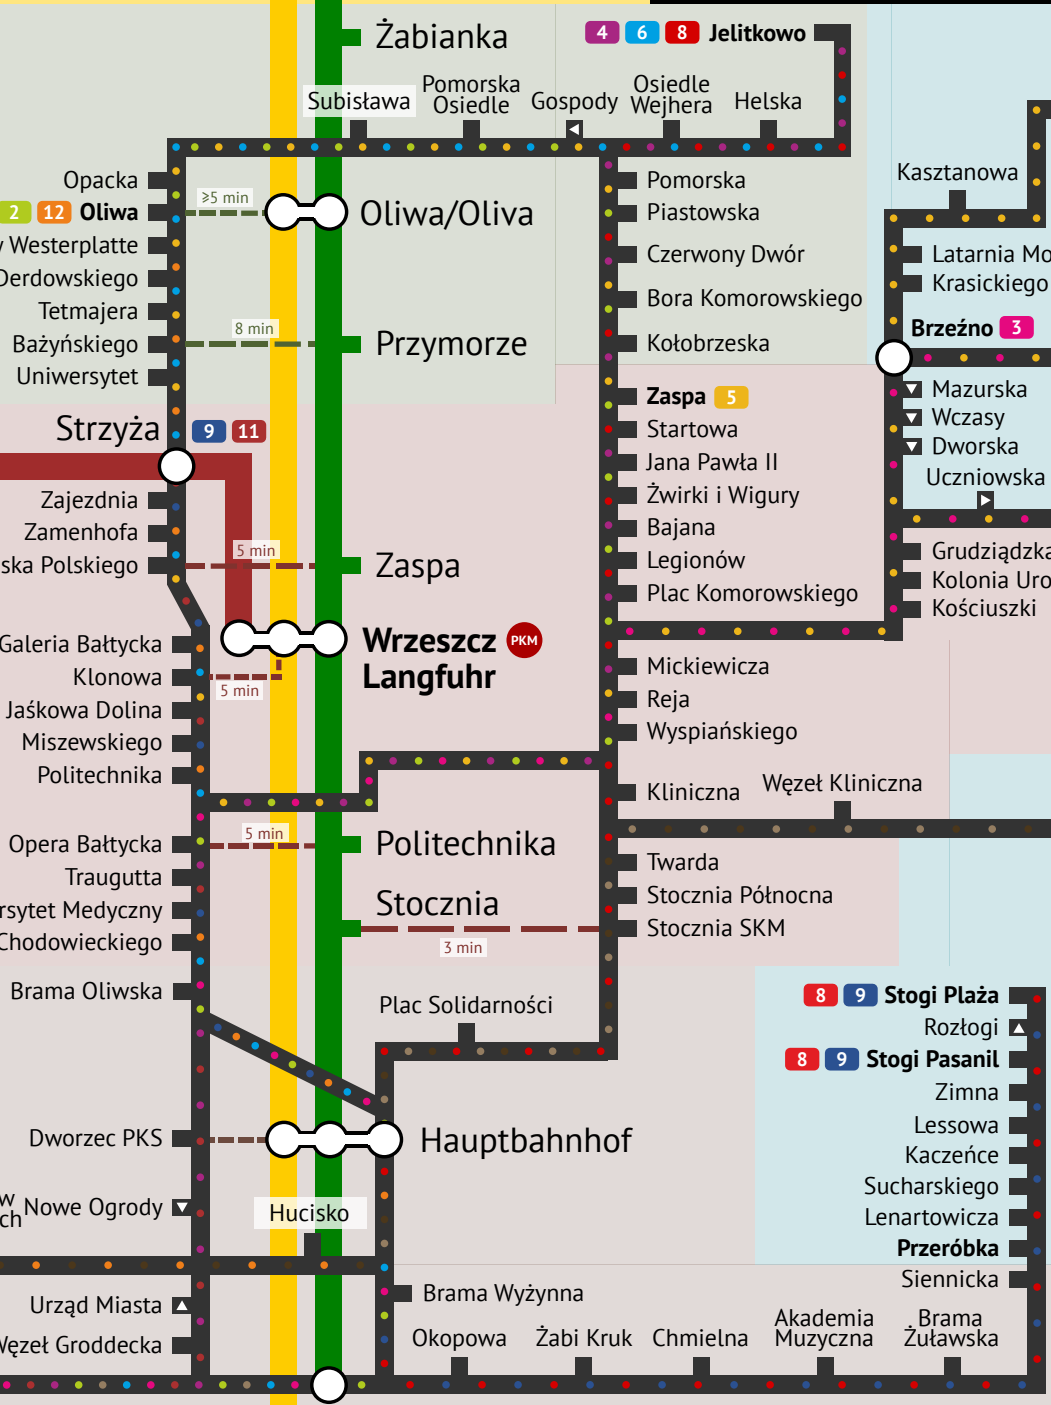 Żabianka
4 6 8 Jelitkowo
Subisława
Pomorska
Osiedle
Gospody
Osiedle
Wejhera
Helska
Opacka
2 12 Oliwa
≥5 min
Oliwa/Oliva
Westerplatte
Derdowskiego
Tetmajera
Bażyńskiego
8 min
Przymorze
Uniwersytet
Strzyża 9 11
Zajezdnia
Zamenhofa
ska Polskiego
5 min
Zaspa
Galeria Bałtycka
Wrzeszcz PKM
Langfuhr
Klonowa
5 min
Jaśkowa Dolina
Miszewskiego
Politechnika
Opera Bałtycka
5 min
Politechnika
Traugutta
rsytet Medyczny
Chodowieckiego
Stocznia
3 min
Brama Oliwska
Plac Solidarności
Dworzec PKS
Hauptbahnhof
w
ch
Nowe Ogrody
Hucisko
Urząd Miasta
Węzeł Groddecka
Pomorska
Piastowska
Czerwony Dwór
Bora Komorowskiego
Kołobrzeska
Zaspa 5
Startowa
Jana Pawła II
Żwirki i Wigury
Bajana
Legionów
Plac Komorowskiego
Mickiewicza
Reja
Wyspiańskiego
Kliniczna
Węzeł Kliniczna
Twarda
Stocznia Północna
Stocznia SKM
Kasztanowa
Latarnia Mo
Krasickiego
Brzeźno 3
Mazurska
Wczasy
Dworska
Uczniowska
Grudziądzka
Kolonia Uro
Kościuszki
8 9 Stogi Plaża
Rozłogi
8 9 Stogi Pasanil
Zimna
Lessowa
Kaczeńce
Sucharskiego
Lenartowicza
Przeróbka
Siennicka
Brama Wyżynna
Okopowa
Żabi Kruk
Chmielna
Akademia
Muzyczna
Brama
Żuławska